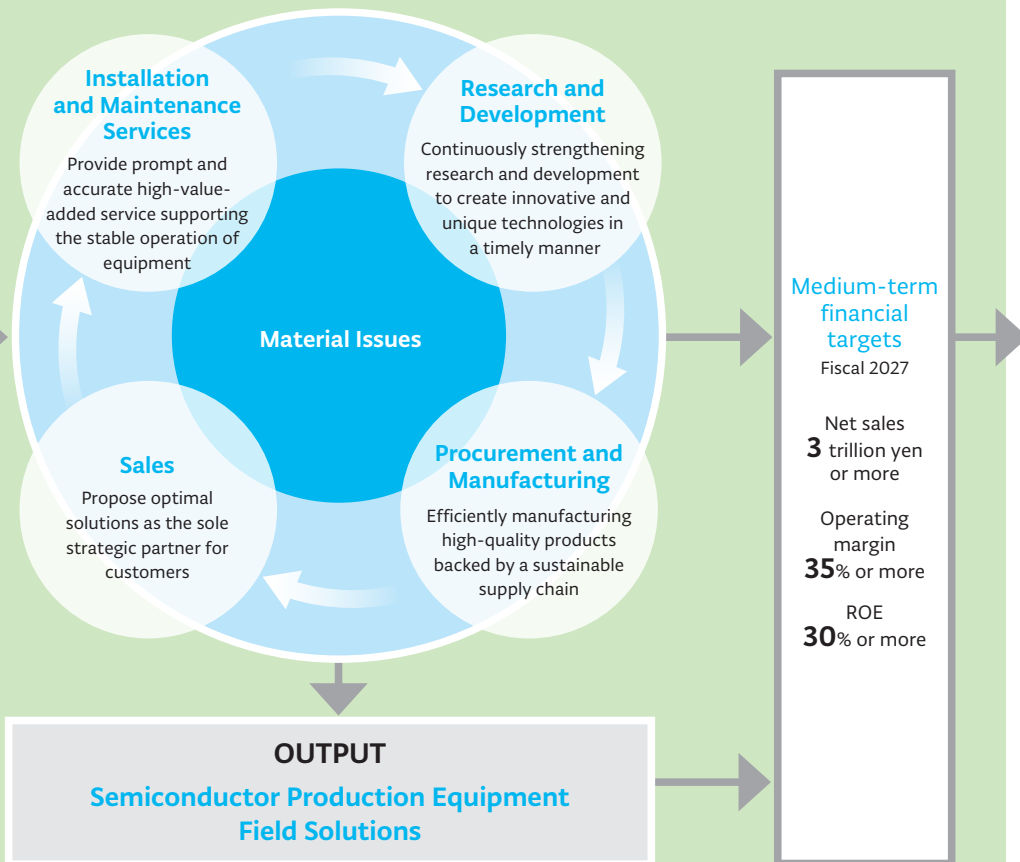 Installation
and Maintenance
Services
Provide prompt and
accurate high-value-
added service supporting
the stable operation of
equipment
Research and
Development
Continuously strengthening
research and development
to create innovative and
unique technologies in
a timely manner
Material Issues
Sales
Propose optimal
solutions as the sole
strategic partner for
customers
Procurement and
Manufacturing
Efficiently manufacturing
high-quality products
backed by a sustainable
supply chain
OUTPUT
Semiconductor Production Equipment
Field Solutions
Medium-term
financial
targets
Fiscal 2027
Net sales
3 trillion yen
or more
Operating
margin
35% or more
ROE
30% or more